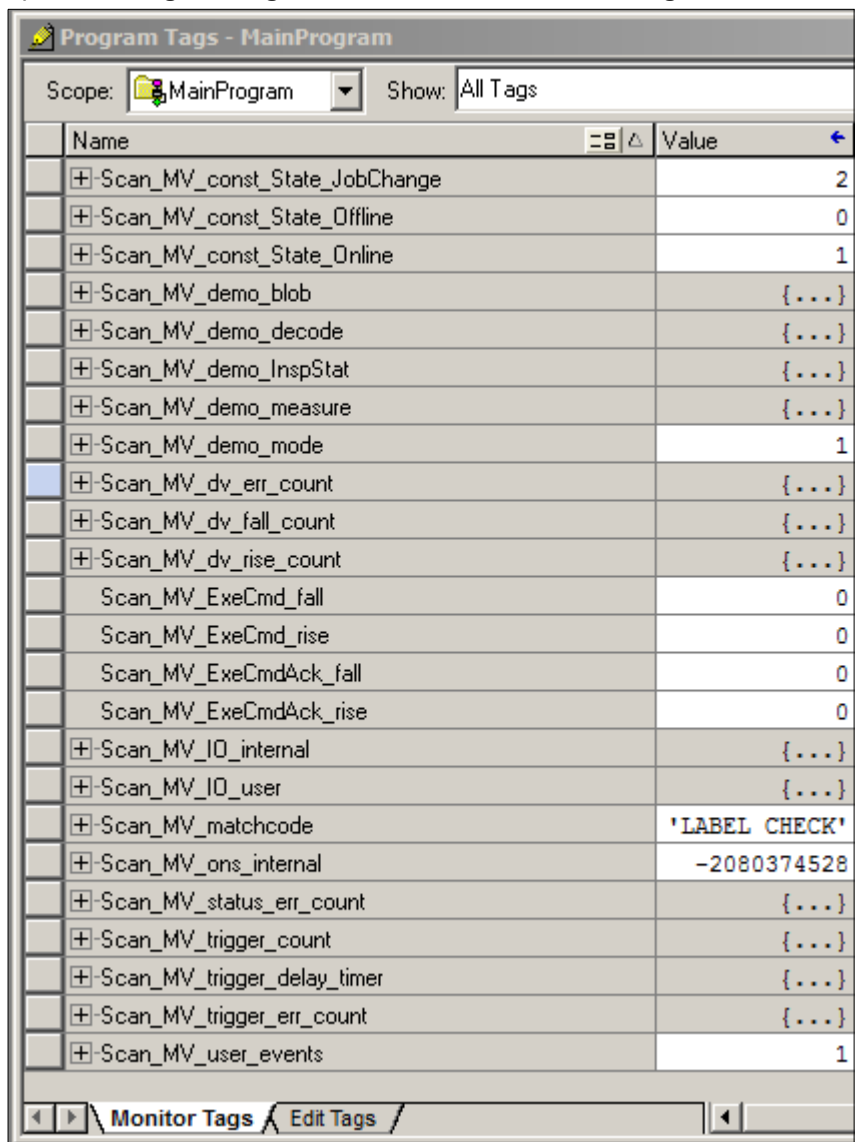 Program Tags - MainProgram
Scope: MainProgram Show: All Tags
Name Value
Scan_MV_const_State_JobChange 2
Scan_MV_const_State_Offline 0
Scan_MV_const_State_Online 1
Scan_MV_demo_blob {...}
Scan_MV_demo_decode {...}
Scan_MV_demo_InspStat {...}
Scan_MV_demo_measure {...}
Scan_MV_demo_mode 1
Scan_MV_dv_err_count {...}
Scan_MV_dv_fall_count {...}
Scan_MV_dv_rise_count {...}
Scan_MV_ExeCmd_fall 0
Scan_MV_ExeCmd_rise 0
Scan_MV_ExeCmdAck_fall 0
Scan_MV_ExeCmdAck_rise 0
Scan_MV_IO_internal {...}
Scan_MV_IO_user {...}
Scan_MV_matchcode 'LABEL CHECK'
Scan_MV_ons_internal -2080374528
Scan_MV_status_err_count {...}
Scan_MV_trigger_count {...}
Scan_MV_trigger_delay_timer {...}
Scan_MV_trigger_err_count {...}
Scan_MV_user_events 1
Monitor Tags Edit Tags